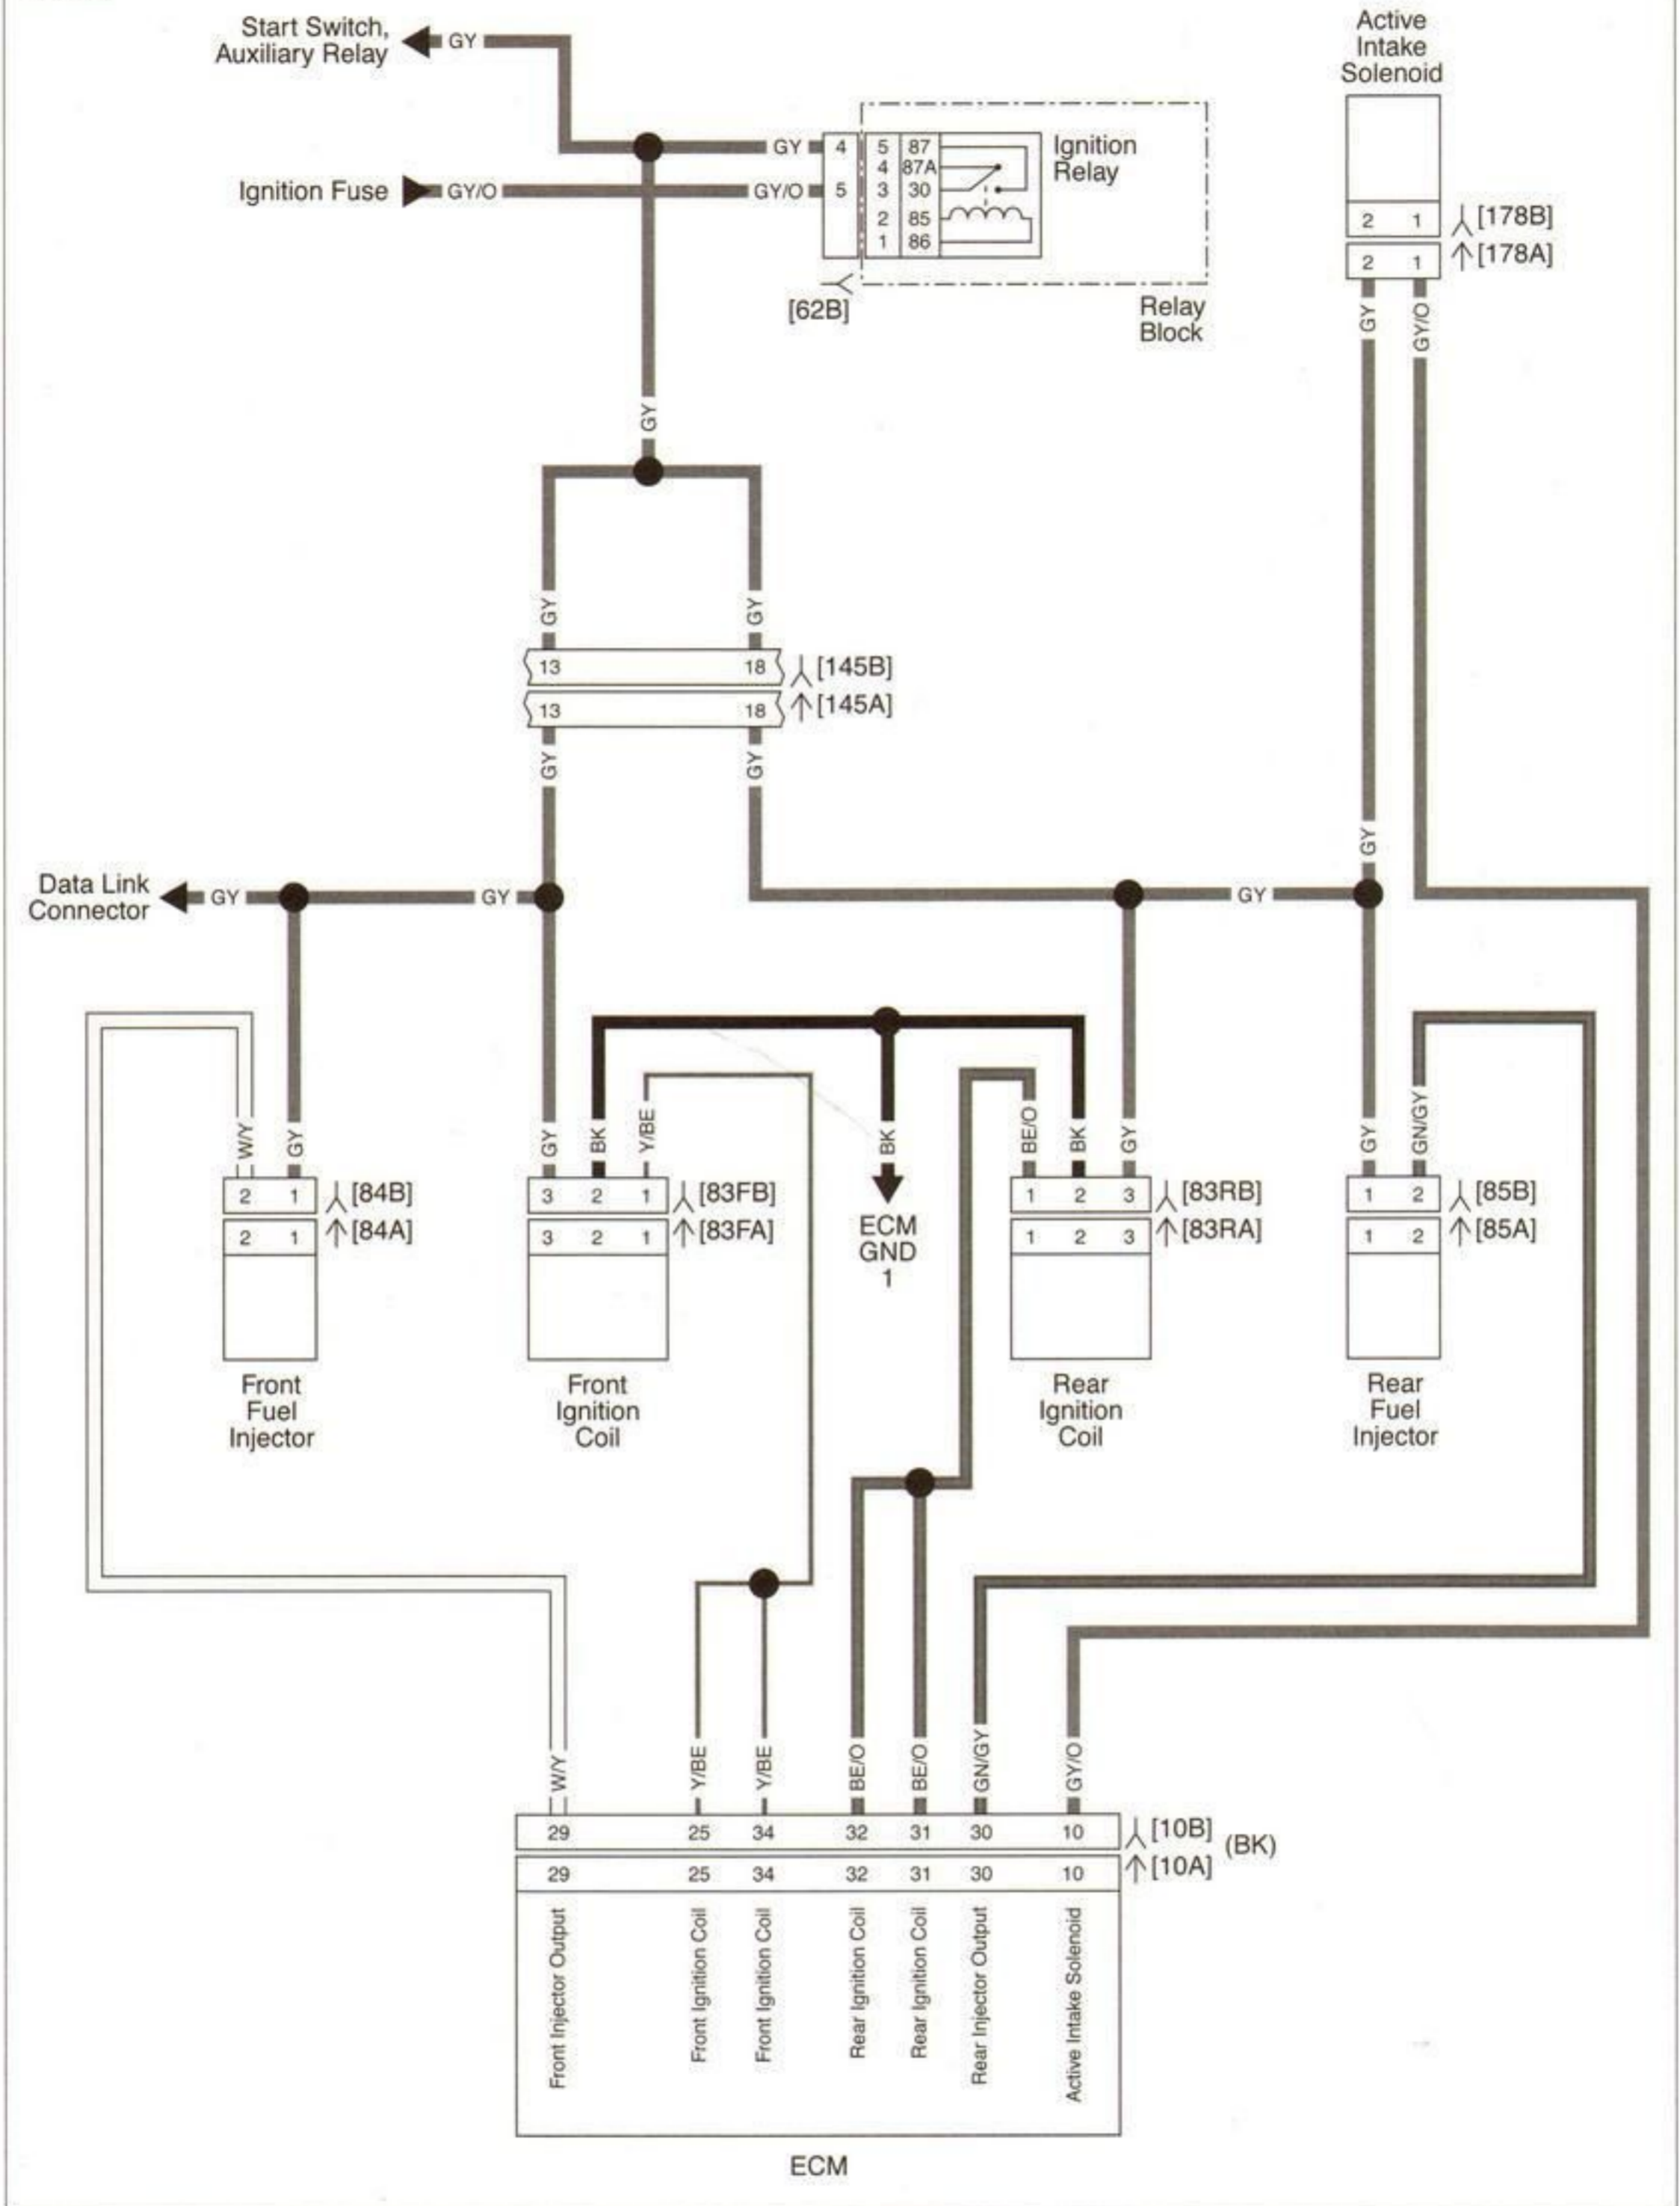 Start Switch,
Auxiliary Relay
GY
Active
Intake
Solenoid
GY
4
5
87
Ignition
Relay
4
87A
Ignition Fuse
GY/O
GY/O
5
3
30
2
85
1
86
[62B]
Relay
Block
2
1
[178B]
2
1
[178A]
GY
GY/O
GY
GY
GY
13
18
[145B]
13
18
[145A]
GY
GY
GY
Data Link
Connector
GY
GY
GY
W/Y
GY
GY
BK
Y/BE
BK
BE/O
BK
GY
GY
GN/GY
2
1
[84B]
3
2
1
[83FB]
1
2
3
[83RB]
1
2
[85B]
2
1
[84A]
3
2
1
[83FA]
ECM
GND
1
1
2
3
[83RA]
1
2
[85A]
Front
Fuel
Injector
Front
Ignition
Coil
Rear
Ignition
Coil
Rear
Fuel
Injector
W/Y
Y/BE
Y/BE
BE/O
BE/O
GN/GY
GY/O
29
25
34
32
31
30
10
[10B]
(BK)
29
25
34
32
31
30
10
[10A]
Front Injector Output
Front Ignition Coil
Front Ignition Coil
Rear Ignition Coil
Rear Ignition Coil
Rear Injector Output
Active Intake Solenoid
ECM